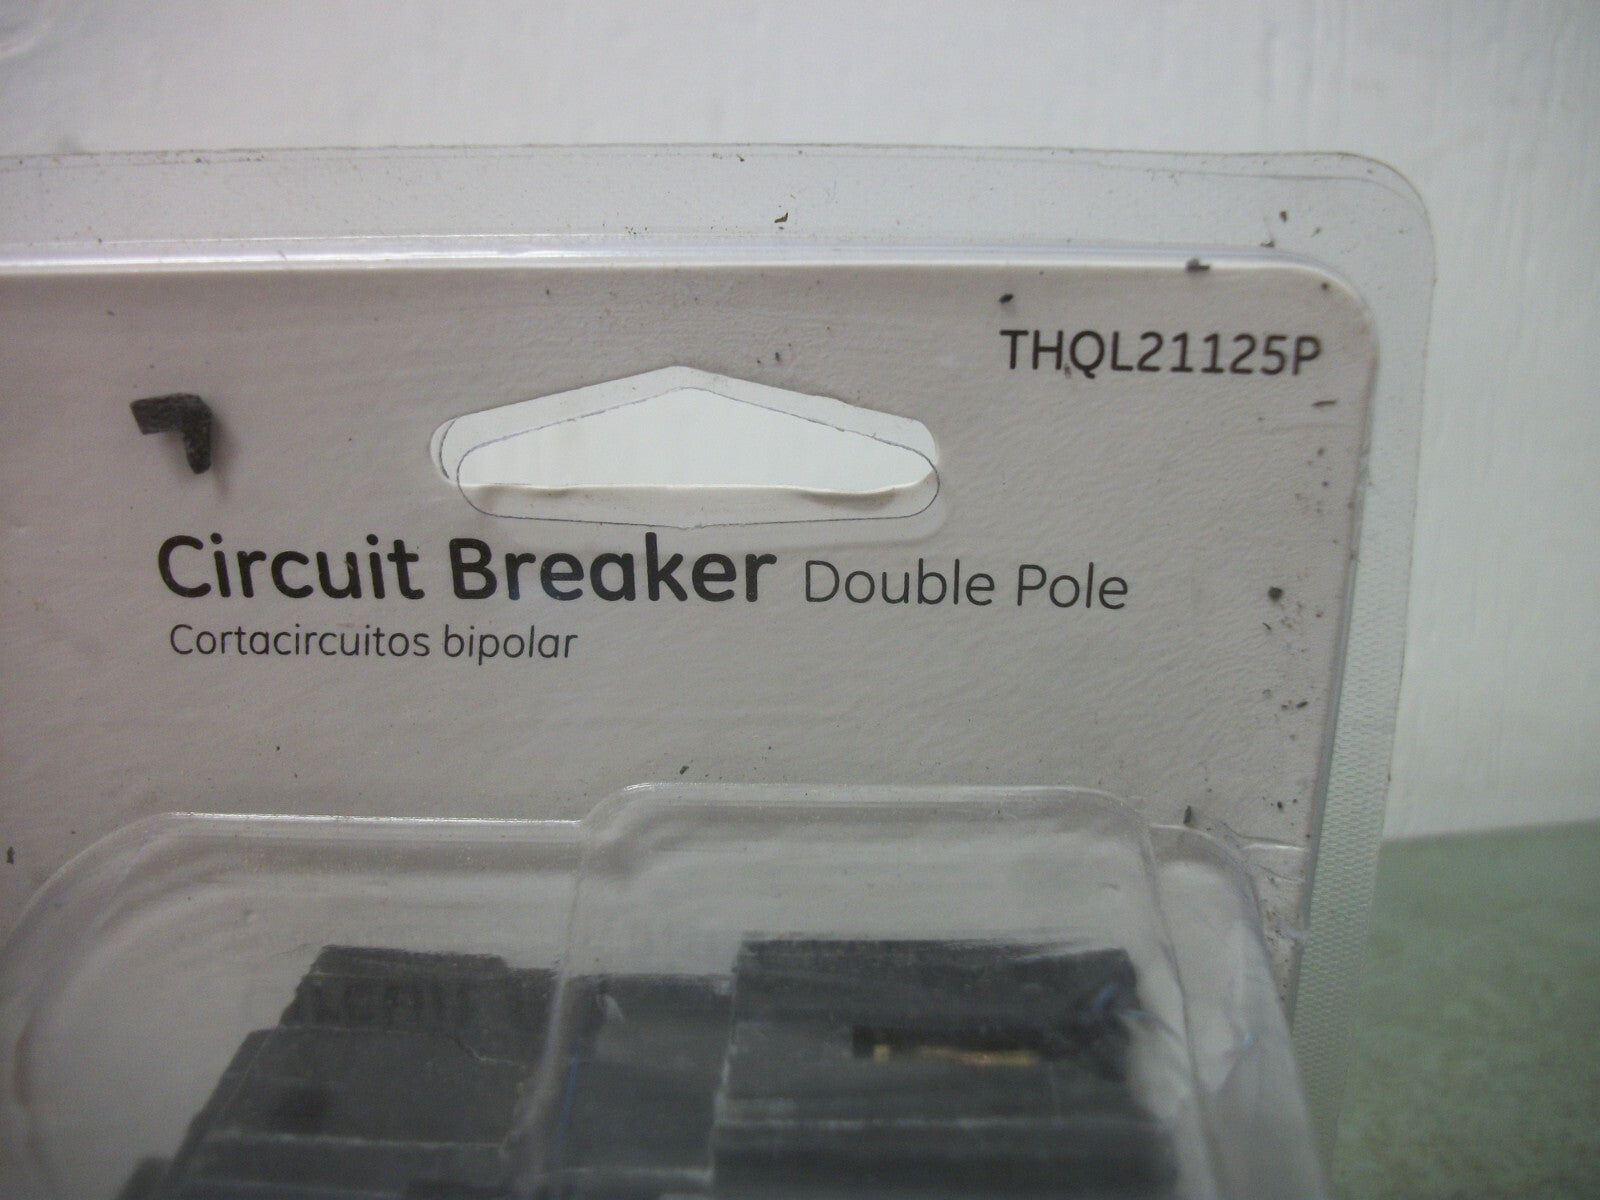 THQL21125P
Circuit Breaker Double Pole
Cortacircuitos bipolar